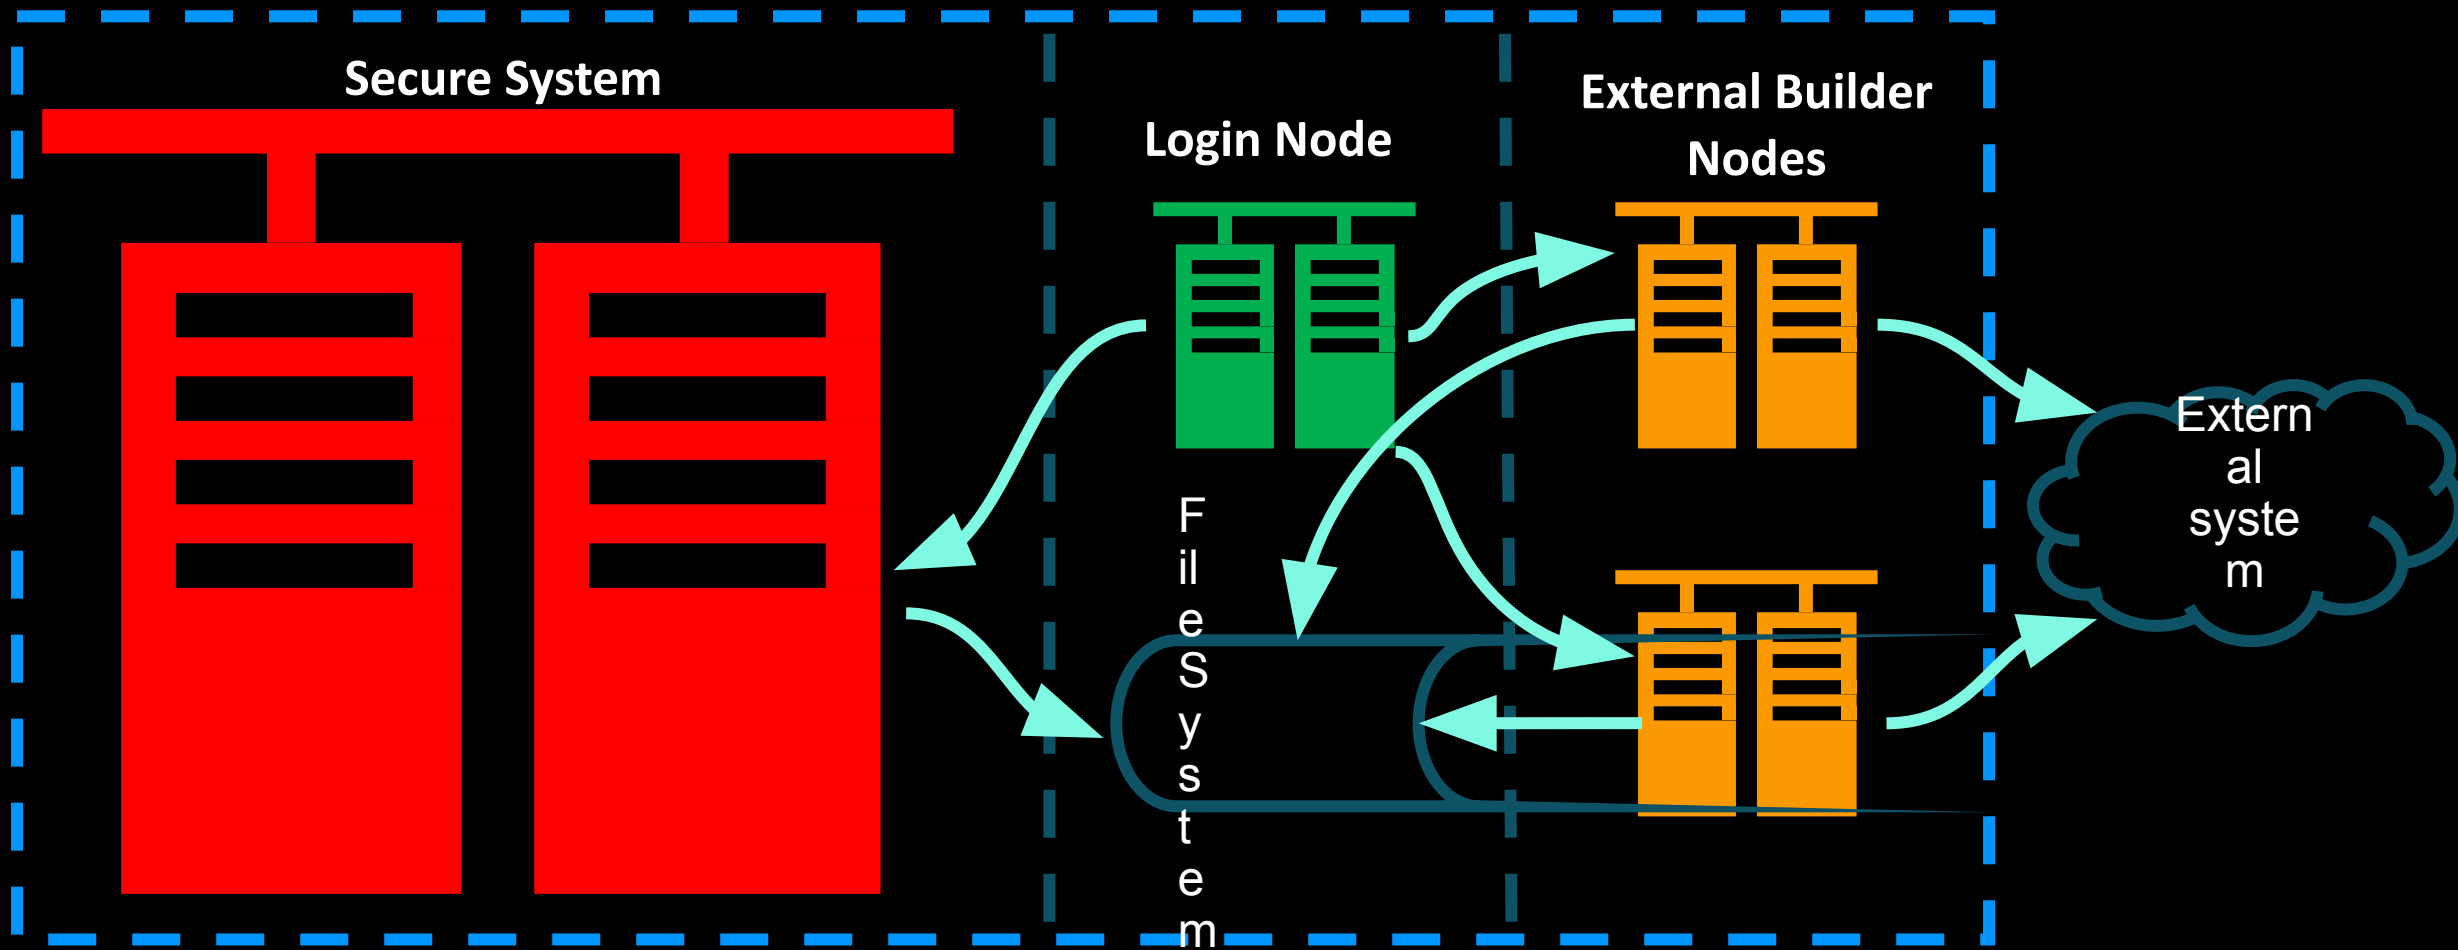 Secure System
Login Node
External Builder
Nodes
Extern
al
syste
m
F
il
e
S
y
s
t
e
m